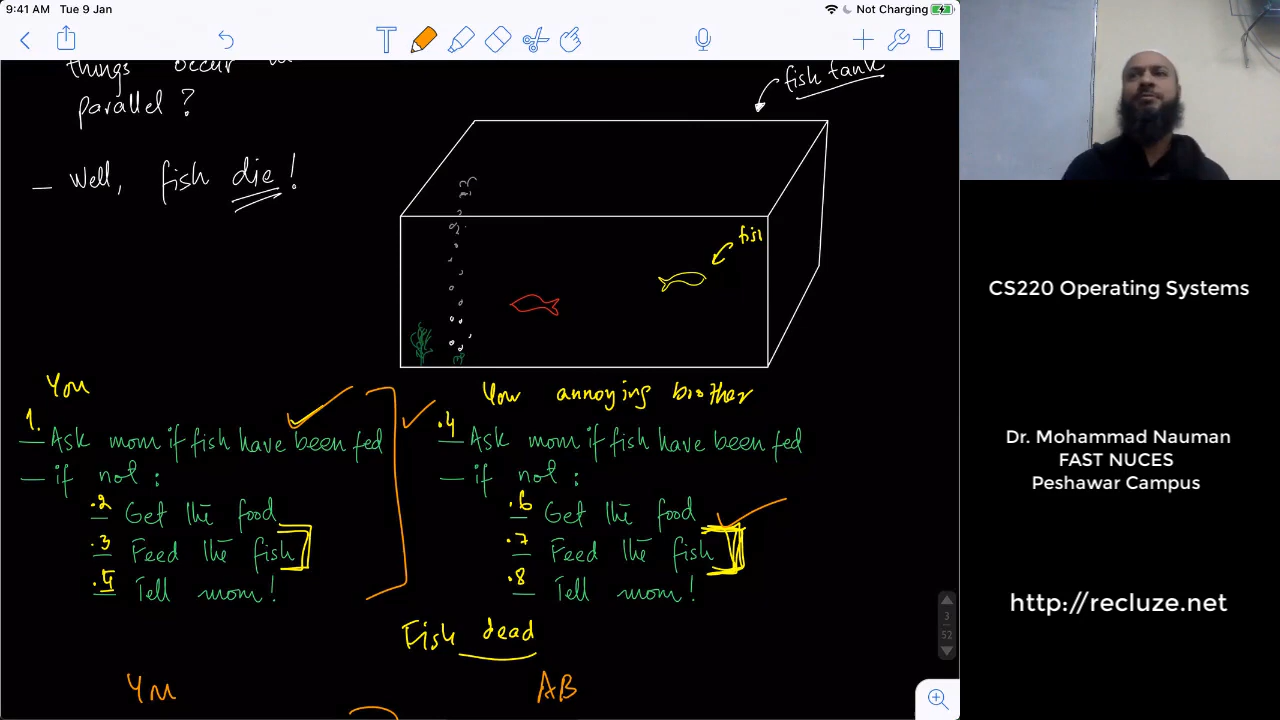 9:41 AM Tue 9 Jan
Not Charging
things occur in
parallel ?
fish tank
– Well, fish die !
fish
You
Your annoying brother
1.
– Ask mom if fish have been fed
– if not :
.2 Get the food
.3 Feed the fish
.5 Tell mom !
.4
– Ask mom if fish have been fed
– if not :
.6 Get the food
.7 Feed the fish
.8 Tell mom !
Fish dead
You
AB
3
52
CS220 Operating Systems
Dr. Mohammad Nauman
FAST NUCES
Peshawar Campus
http://recluze.net